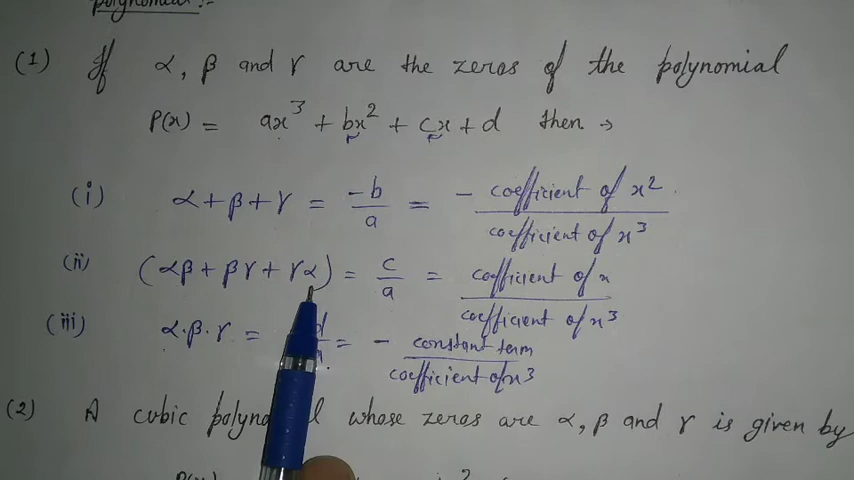 polynomial :-
(1) If α, β and γ are the zeros of the polynomial
P(x) = ax³ + bx² + cx + d then →
(i) α + β + γ = -b/a = - coefficient of x² / coefficient of x³
(ii) (αβ + βγ + γα) = c/a = coefficient of x / coefficient of x³
(iii) α·β·γ = d = - constant term / coefficient of x³
(2) A cubic whose zeros are α, β and γ is given by